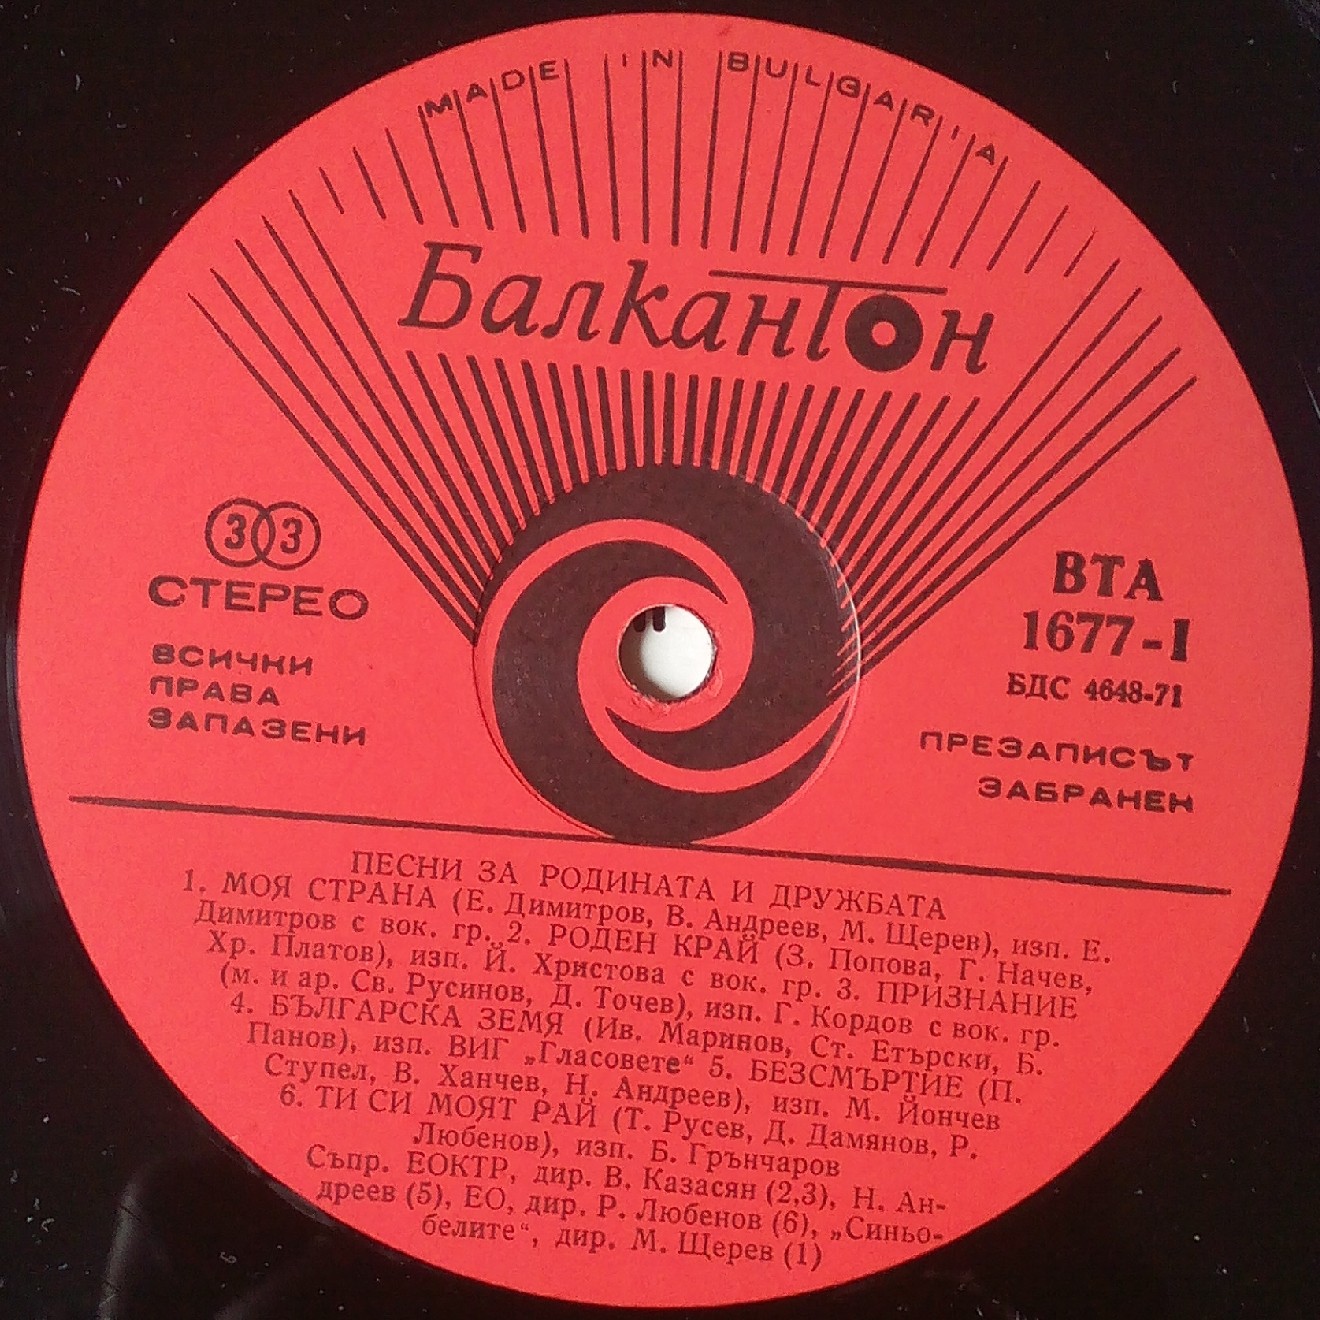 MADE IN BULGARIA
Балкантон
33
СТЕРЕО
ВСИЧКИ
ПРАВА
ЗАПАЗЕНИ
ВТА
1677-I
БДС 4648-71
ПРЕЗАПИСЪТ
ЗАБРАНЕН
ПЕСНИ ЗА РОДИНАТА И ДРУЖБАТА
1. МОЯ СТРАНА (Е. Димитров, В. Андреев, М. Щерев), изп. Е.
Димитров с вок. гр. 2. РОДЕН КРАЙ (З. Попова, Г. Начев,
Хр. Платов), изп. Й. Христова с вок. гр. 3. ПРИЗНАНИЕ
(м. и ар. Св. Русинов, Д. Точев), изп. Г. Кордов с вок. гр.
4. БЪЛГАРСКА ЗЕМЯ (Ив. Маринов, Ст. Етърски, Б.
Панов), изп. ВИГ „Гласовете“ 5. БЕЗСМЪРТИЕ (П.
Ступел, В. Ханчев, Н. Андреев), изп. М. Йончев
6. ТИ СИ МОЯТ РАЙ (Т. Русев, Д. Дамянов, Р.
Любенов), изп. Б. Грънчаров
Съпр. ЕОКТР, дир. В. Казасян (2,3), Н. Ан-
дреев (5), ЕО, дир. Р. Любенов (6), „Синьо-
белите“, дир. М. Щерев (1)